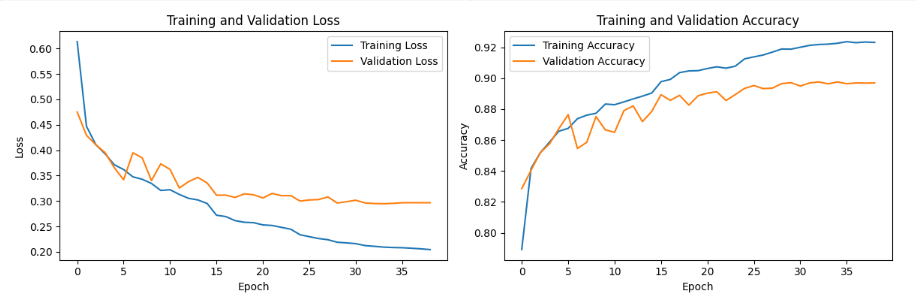 Training and Validation Loss
Training Loss
Validation Loss
0.60
0.55
0.50
0.45
0.40
0.35
0.30
0.25
0.20
Loss
0 5 10 15 20 25 30 35
Epoch
Training and Validation Accuracy
Training Accuracy
Validation Accuracy
0.92
0.90
0.88
0.86
0.84
0.82
0.80
Accuracy
0 5 10 15 20 25 30 35
Epoch